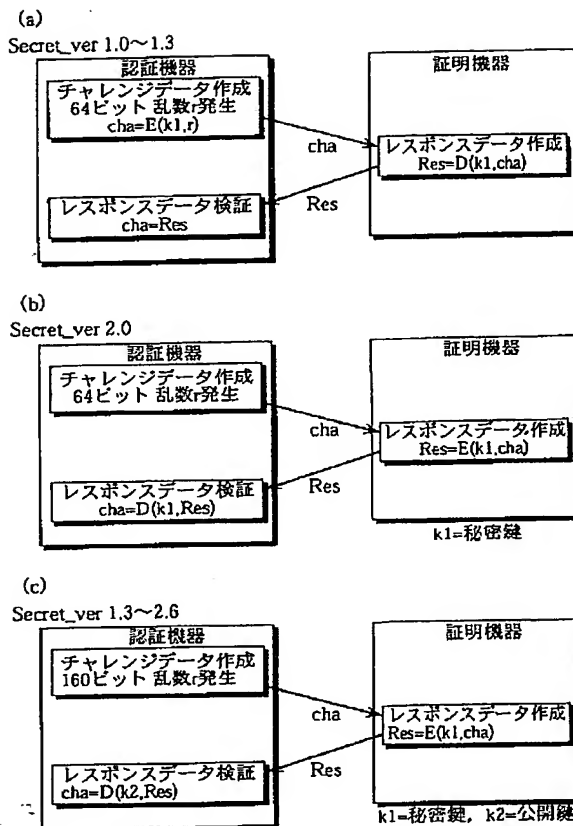 (a)
Secret_ver 1.0～1.3
認証機器
チャレンジデータ作成
64ビット 乱数r発生
cha=E(k1,r)
cha
証明機器
レスポンスデータ作成
Res=D(k1,cha)
Res
レスポンスデータ検証
cha=Res
(b)
Secret_ver 2.0
認証機器
チャレンジデータ作成
64ビット 乱数r発生
cha
証明機器
レスポンスデータ作成
Res=E(k1,cha)
Res
レスポンスデータ検証
cha=D(k1,Res)
k1=秘密鍵
(c)
Secret_ver 1.3～2.6
認証機器
チャレンジデータ作成
160ビット 乱数r発生
cha
証明機器
レスポンスデータ作成
Res=E(k1,cha)
Res
レスポンスデータ検証
cha=D(k2,Res)
k1=秘密鍵, k2=公開鍵